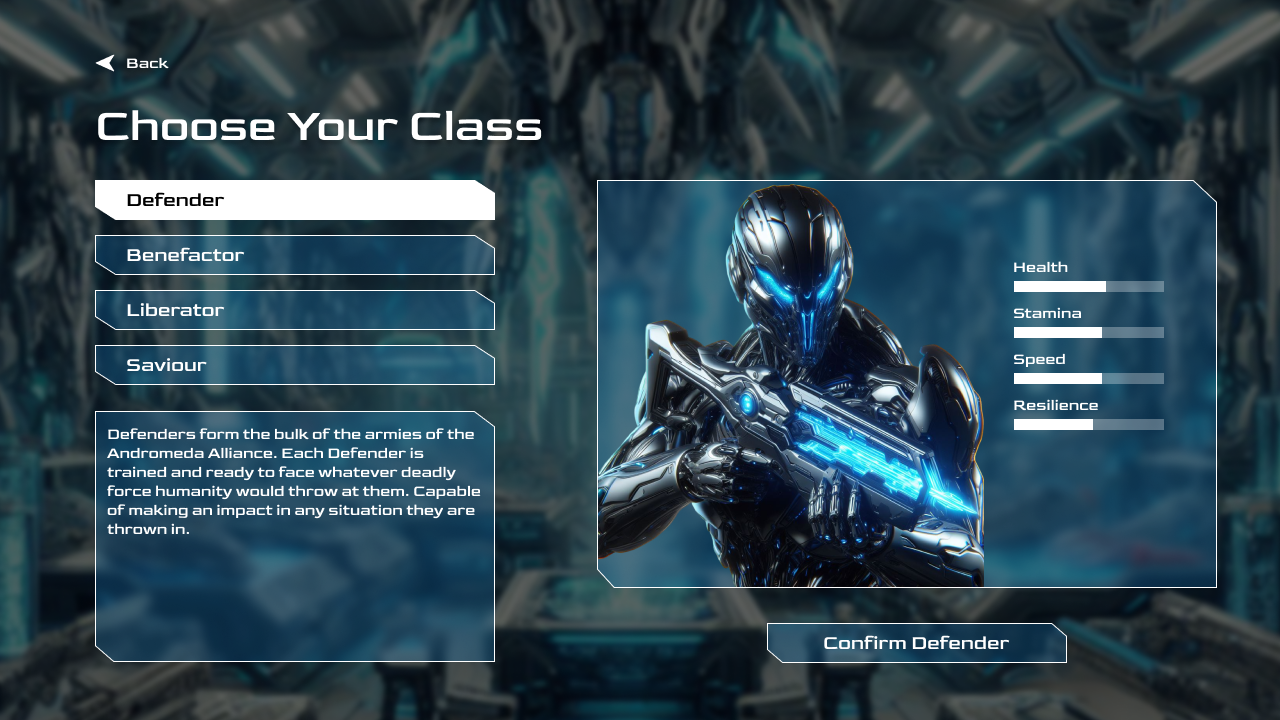 Back
Choose Your Class
Defender
Benefactor
Liberator
Saviour
Defenders form the bulk of the armies of the
Andromeda Alliance. Each Defender is
trained and ready to face whatever deadly
force humanity would throw at them. Capable
of making an impact in any situation they are
thrown in.
Health
Stamina
Speed
Resilience
Confirm Defender